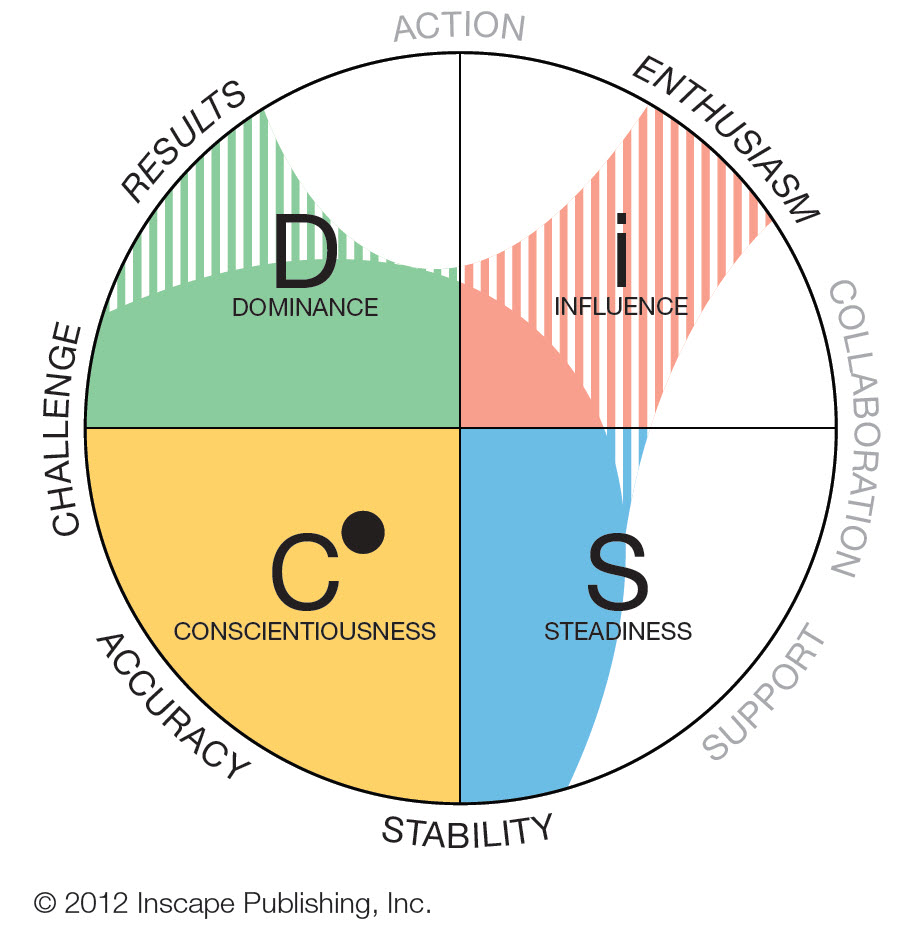 ACTION
RESULTS
ENTHUSIASM
D
DOMINANCE
i
INFLUENCE
CHALLENGE
COLLABORATION
C
CONSCIENTIOUSNESS
S
STEADINESS
ACCURACY
SUPPORT
STABILITY
© 2012 Inscape Publishing, Inc.